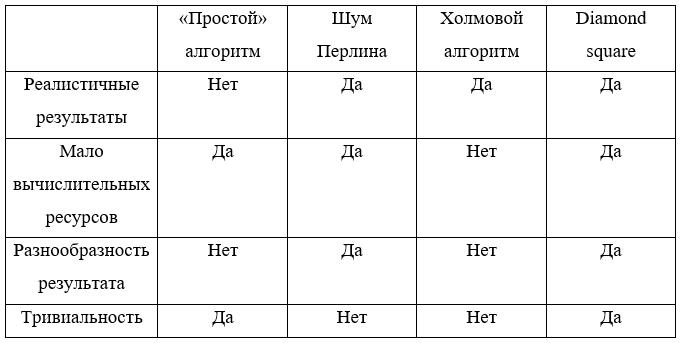 «Простой» Шум Холмовой Diamond
алгоритм Перлина алгоритм square
Реалистичные Нет Да Да Да
результаты
Мало Да Да Нет Да
вычислительных
ресурсов
Разнообразность Нет Да Нет Да
результата
Тривиальность Да Нет Нет Да